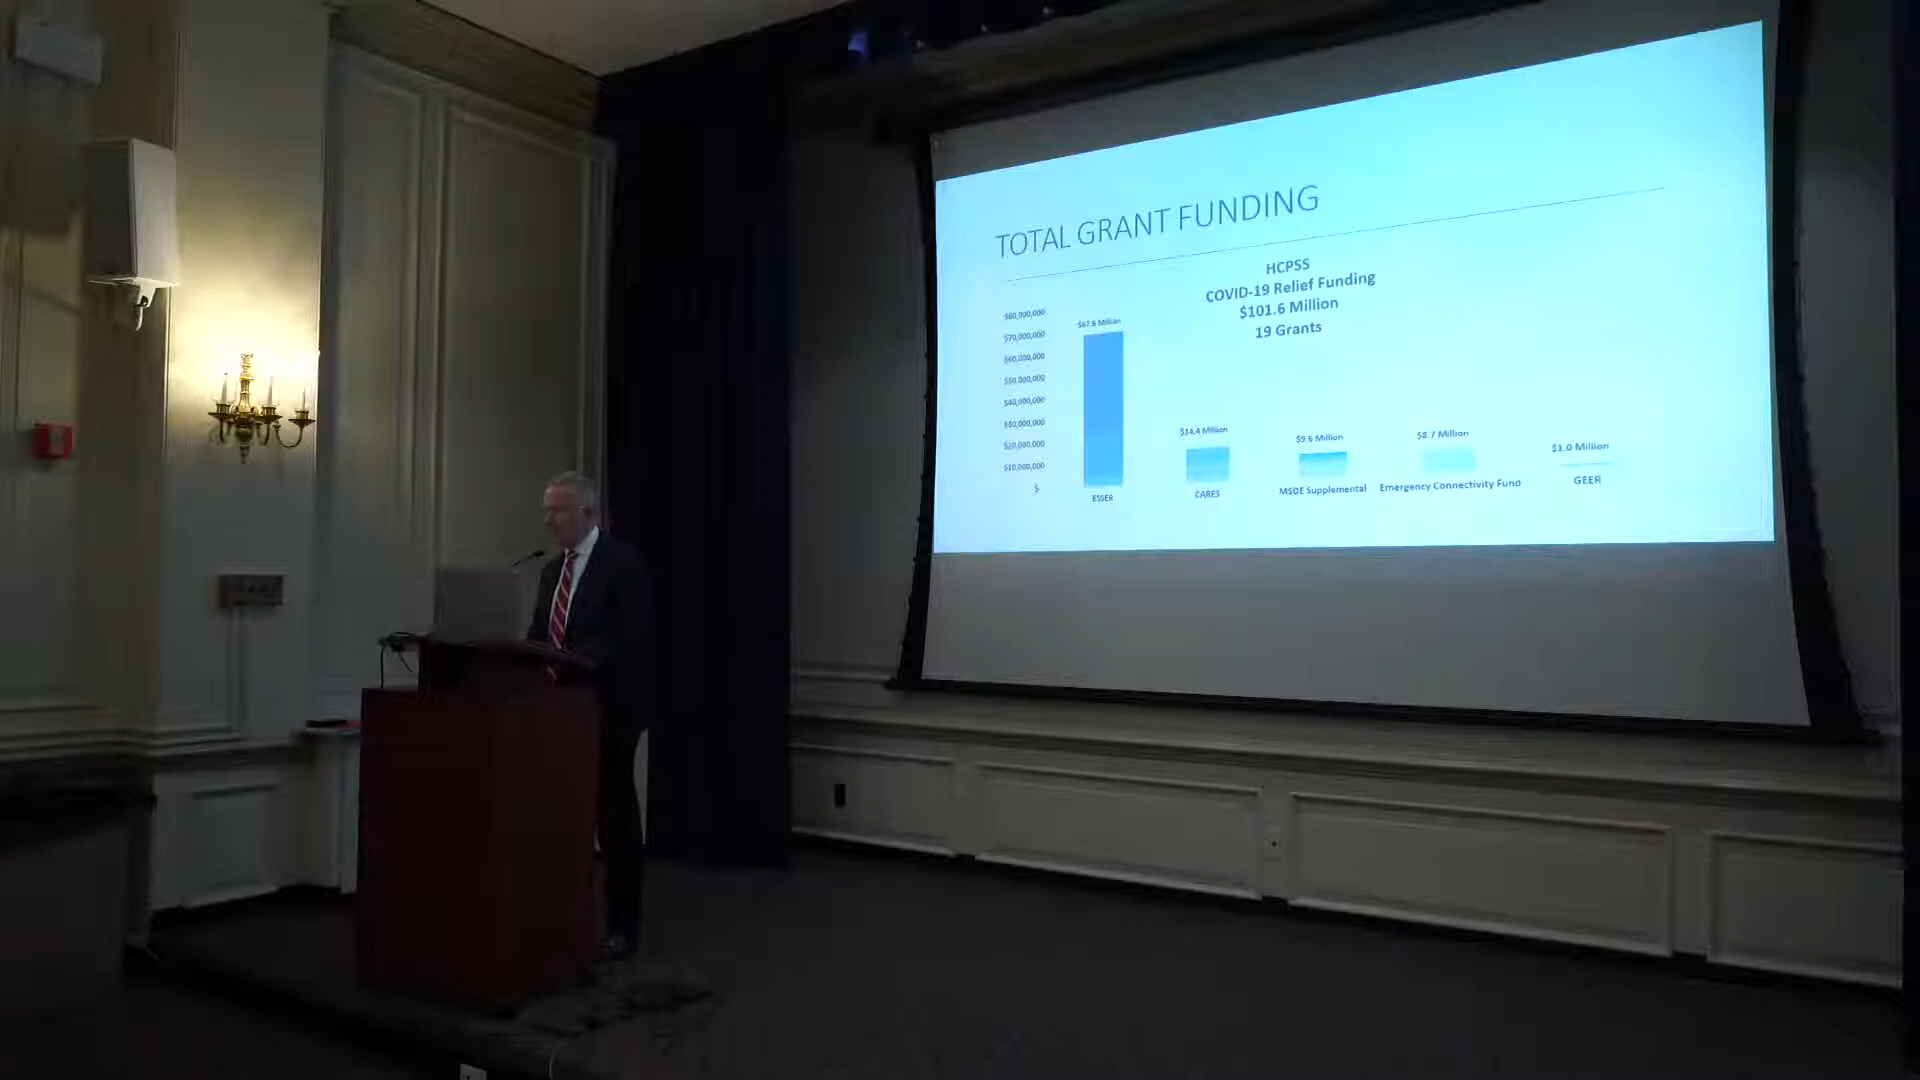 TOTAL GRANT FUNDING
HCPSS
COVID-19 Relief Funding
$101.6 Million
19 Grants
$80,000,000
$70,000,000
$60,000,000
$50,000,000
$40,000,000
$30,000,000
$20,000,000
$10,000,000
$-
$67.8 Million
$14.4 Million
$9.6 Million
$8.7 Million
$1.0 Million
ESSER
CARES
MSDE Supplemental
Emergency Connectivity Fund
GEER